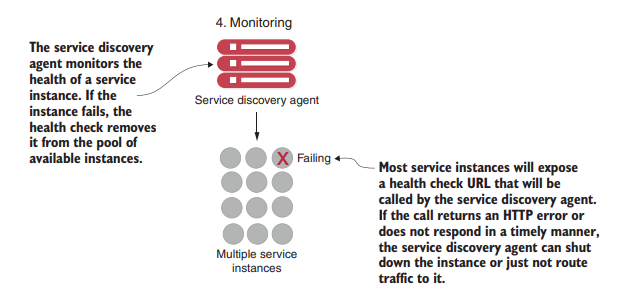 4. Monitoring
The service discovery
agent monitors the
health of a service
instance. If the
instance fails, the
health check removes
it from the pool of
available instances.
Service discovery agent
X Failing
Most service instances will expose
a health check URL that will be
called by the service discovery agent.
If the call returns an HTTP error or
does not respond in a timely manner,
the service discovery agent can shut
down the instance or just not route
traffic to it.
Multiple service
instances